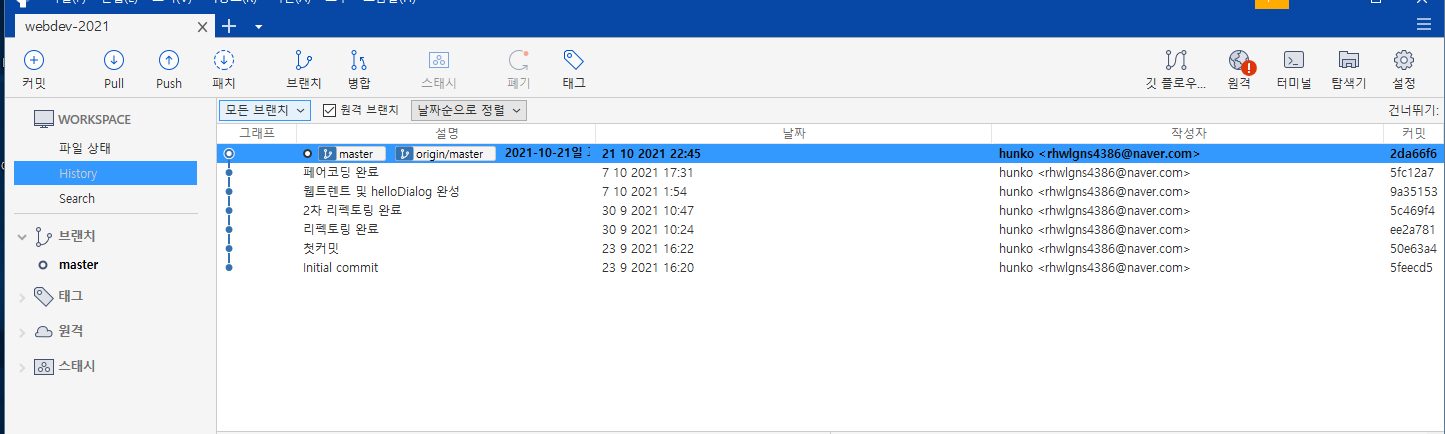 webdev-2021
커밋 Pull Push 패치 브랜치 병합 스태시 폐기 태그 깃 플로우... 원격 터미널 탐색기 설정
WORKSPACE
파일 상태
History
Search
브랜치
master
태그
원격
스태시
모든 브랜치 원격 브랜치 날짜순으로 정렬 건너뛰기:
그래프 설명 날짜 작성자 커밋
master origin/master 2021-10-21일 21 10 2021 22:45 hunko <rhwlgns4386@naver.com> 2da66f6
페어코딩 완료 7 10 2021 17:31 hunko <rhwlgns4386@naver.com> 5fc12a7
웹트렌트 및 helloDialog 완성 7 10 2021 1:54 hunko <rhwlgns4386@naver.com> 9a35153
2차 리펙토링 완료 30 9 2021 10:47 hunko <rhwlgns4386@naver.com> 5c469f4
리펙토링 완료 30 9 2021 10:24 hunko <rhwlgns4386@naver.com> ee2a781
첫커밋 23 9 2021 16:22 hunko <rhwlgns4386@naver.com> 50e63a4
Initial commit 23 9 2021 16:20 hunko <rhwlgns4386@naver.com> 5feecd5